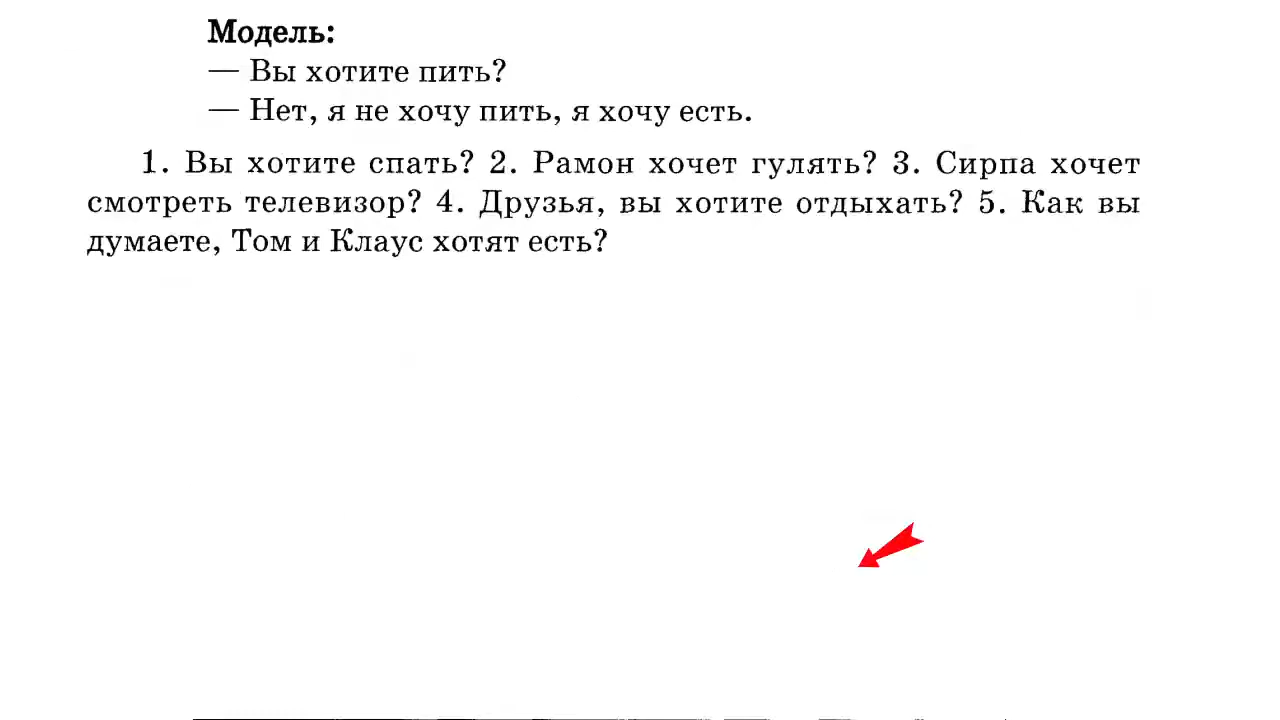 Модель:
— Вы хотите пить?
— Нет, я не хочу пить, я хочу есть.
1. Вы хотите спать? 2. Рамон хочет гулять? 3. Сирпа хочет
смотреть телевизор? 4. Друзья, вы хотите отдыхать? 5. Как вы
думаете, Том и Клаус хотят есть?